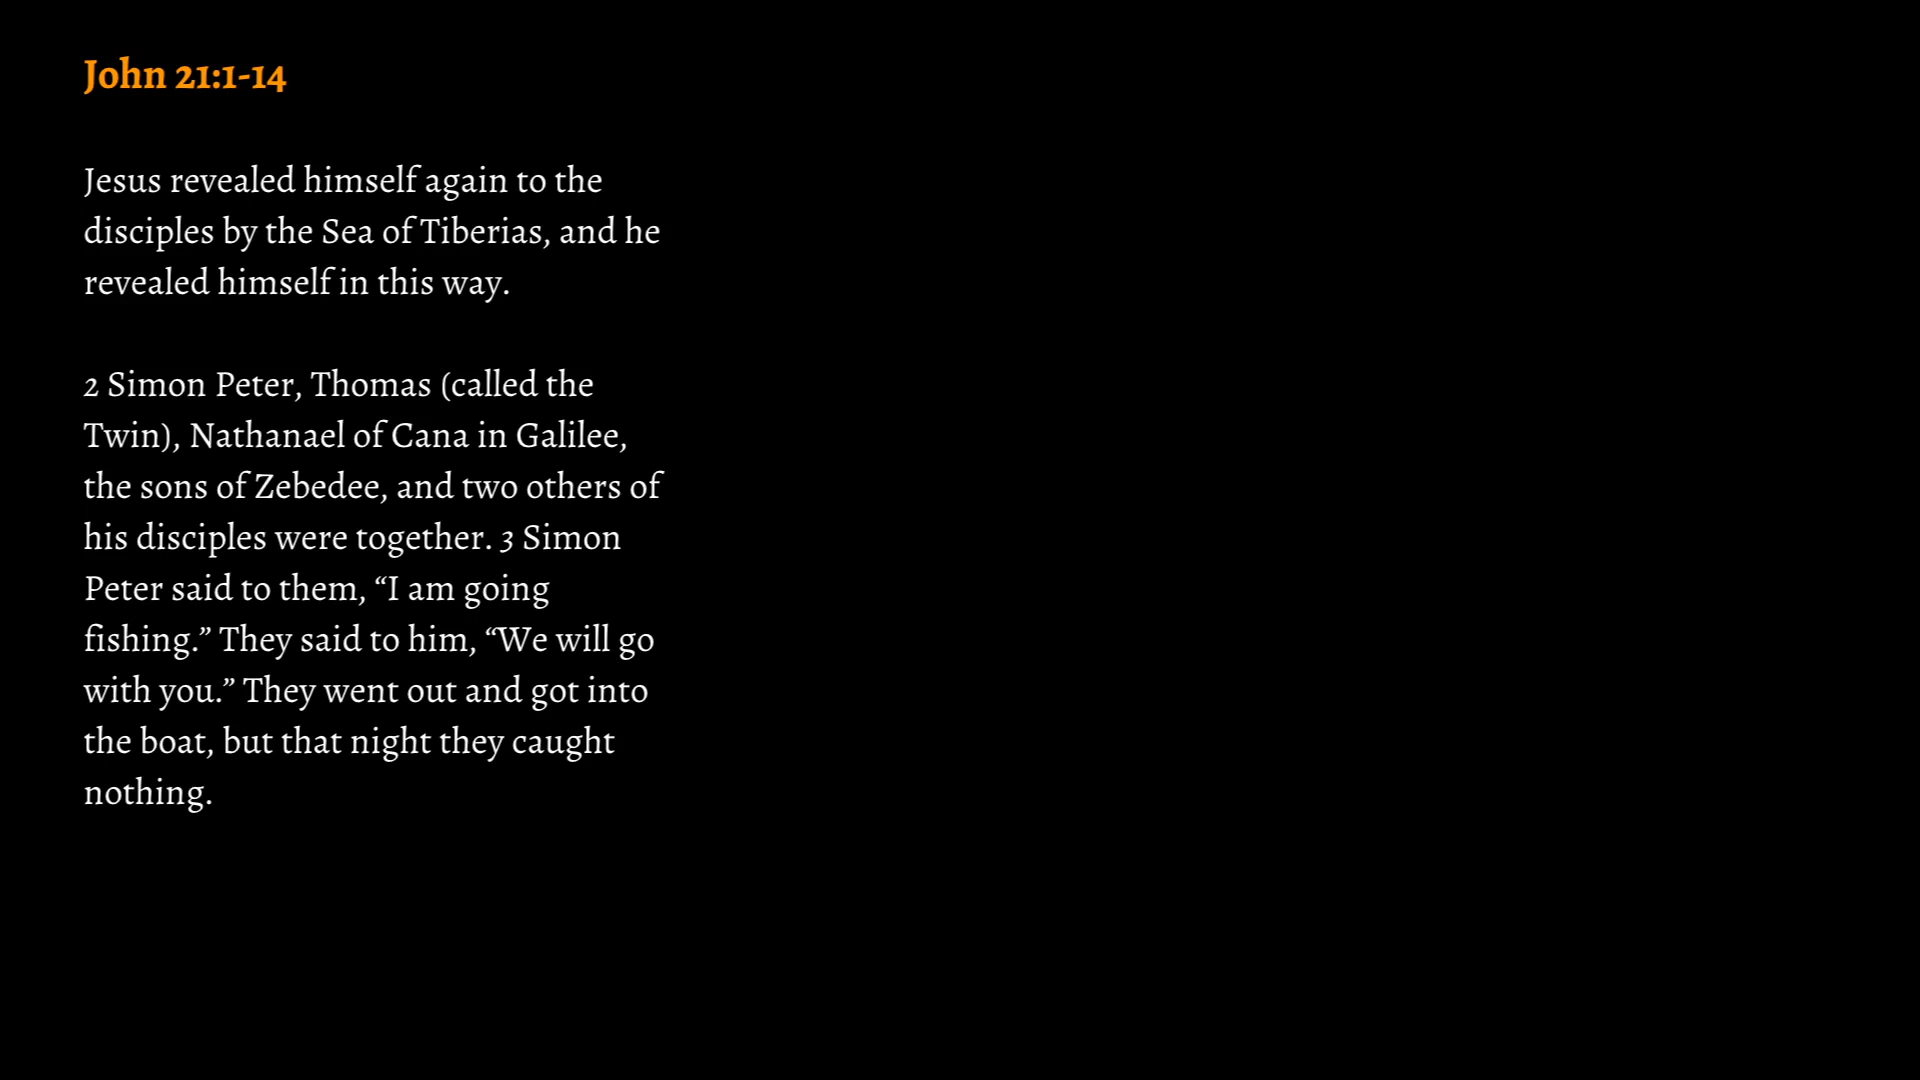 John 21:1-14
Jesus revealed himself again to the
disciples by the Sea of Tiberias, and he
revealed himself in this way.
2 Simon Peter, Thomas (called the
Twin), Nathanael of Cana in Galilee,
the sons of Zebedee, and two others of
his disciples were together. 3 Simon
Peter said to them, “I am going
fishing.” They said to him, “We will go
with you.” They went out and got into
the boat, but that night they caught
nothing.